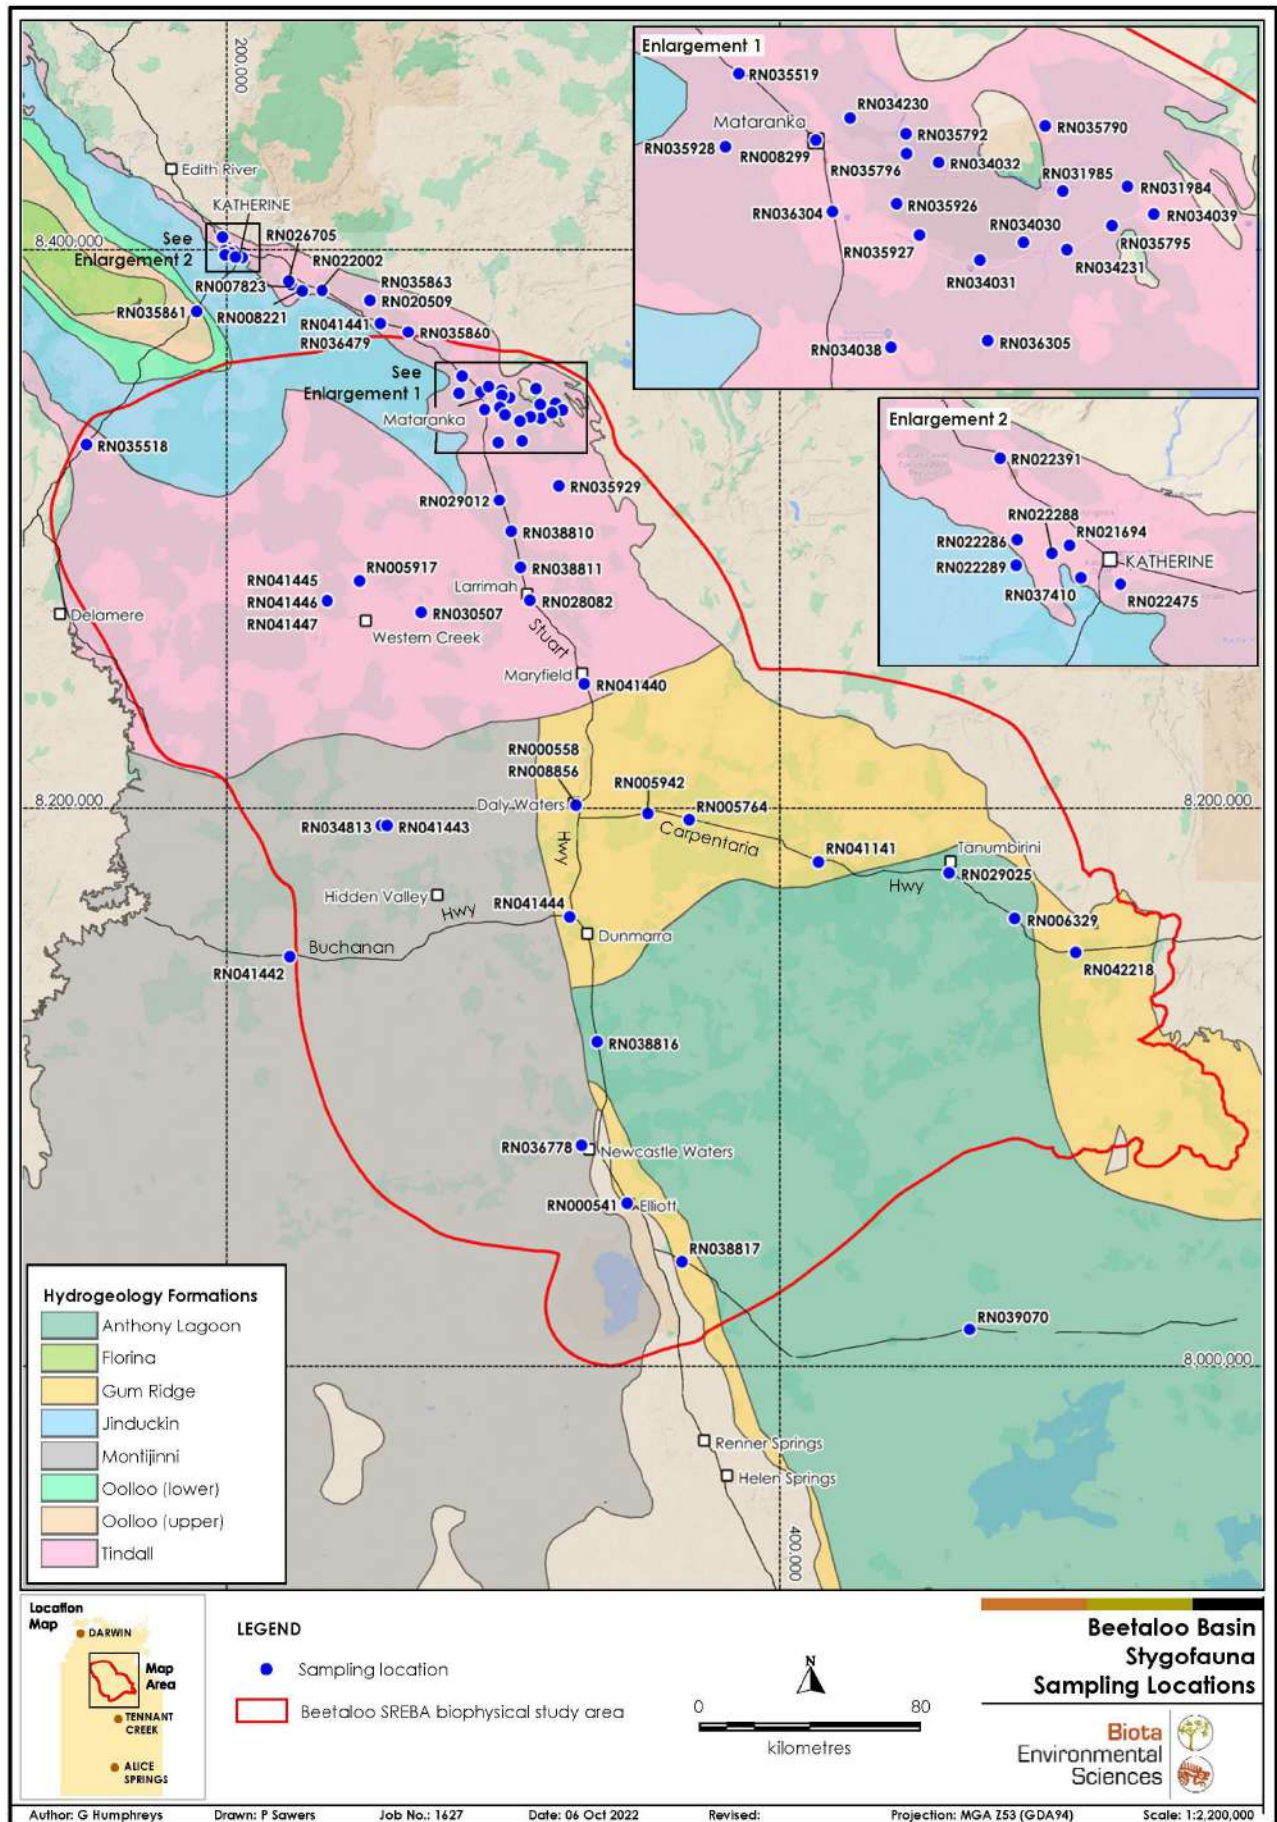 Enlargement 1
RN035519
RN034230
Mataranka
RN035792
RN035790
RN035928
RN008299
RN035796
RN034032
RN031985
RN031984
RN036304
RN035926
RN034039
RN034030
RN035927
RN035795
RN034231
RN034031
RN034038
RN036305
Enlargement 2
RN022391
RN022288
RN021694
RN022286
RN022289
KATHERINE
RN037410
RN022475
200,000
Edith River
KATHERINE
8,400,000
See
Enlargement 2
RN026705
RN022002
RN007823
RN035863
RN020509
RN035861
RN008221
RN041441
RN036479
RN035860
See
Enlargement 1
Mataranka
RN035518
RN029012
RN035929
RN038810
RN005917
RN038811
RN041445
RN041446
RN041447
Larrimah
RN028082
Delamere
RN030507
Western Creek
Stuart
Maryfield
RN041440
RN000558
RN008856
RN005942
8,200,000
Daly Waters
RN005764
8,200,000
RN034813
RN041443
Hwy
Carpentaria
RN041141
Tanumbirini
Hwy
RN029025
Hidden Valley
Hwy
RN041444
RN006329
Dunmarra
Buchanan
RN041442
RN042218
RN038816
RN036778
Newcastle Waters
RN000541
Elliott
RN038817
RN039070
8,000,000
Renner Springs
Helen Springs
400,000
Hydrogeology Formations
Anthony Lagoon
Florina
Gum Ridge
Jinduckin
Montijinni
Oolloo (lower)
Oolloo (upper)
Tindall
Location
Map
DARWIN
Map
Area
TENNANT
CREEK
ALICE
SPRINGS
LEGEND
Sampling location
Beetaloo SREBA biophysical study area
N
0 80
kilometres
Beetaloo Basin
Stygofauna
Sampling Locations
Biota
Environmental
Sciences
Author: G Humphreys Drawn: P Sawers Job No.: 1627 Date: 06 Oct 2022 Revised: Projection: MGA Z53 (GDA94) Scale: 1:2,200,000